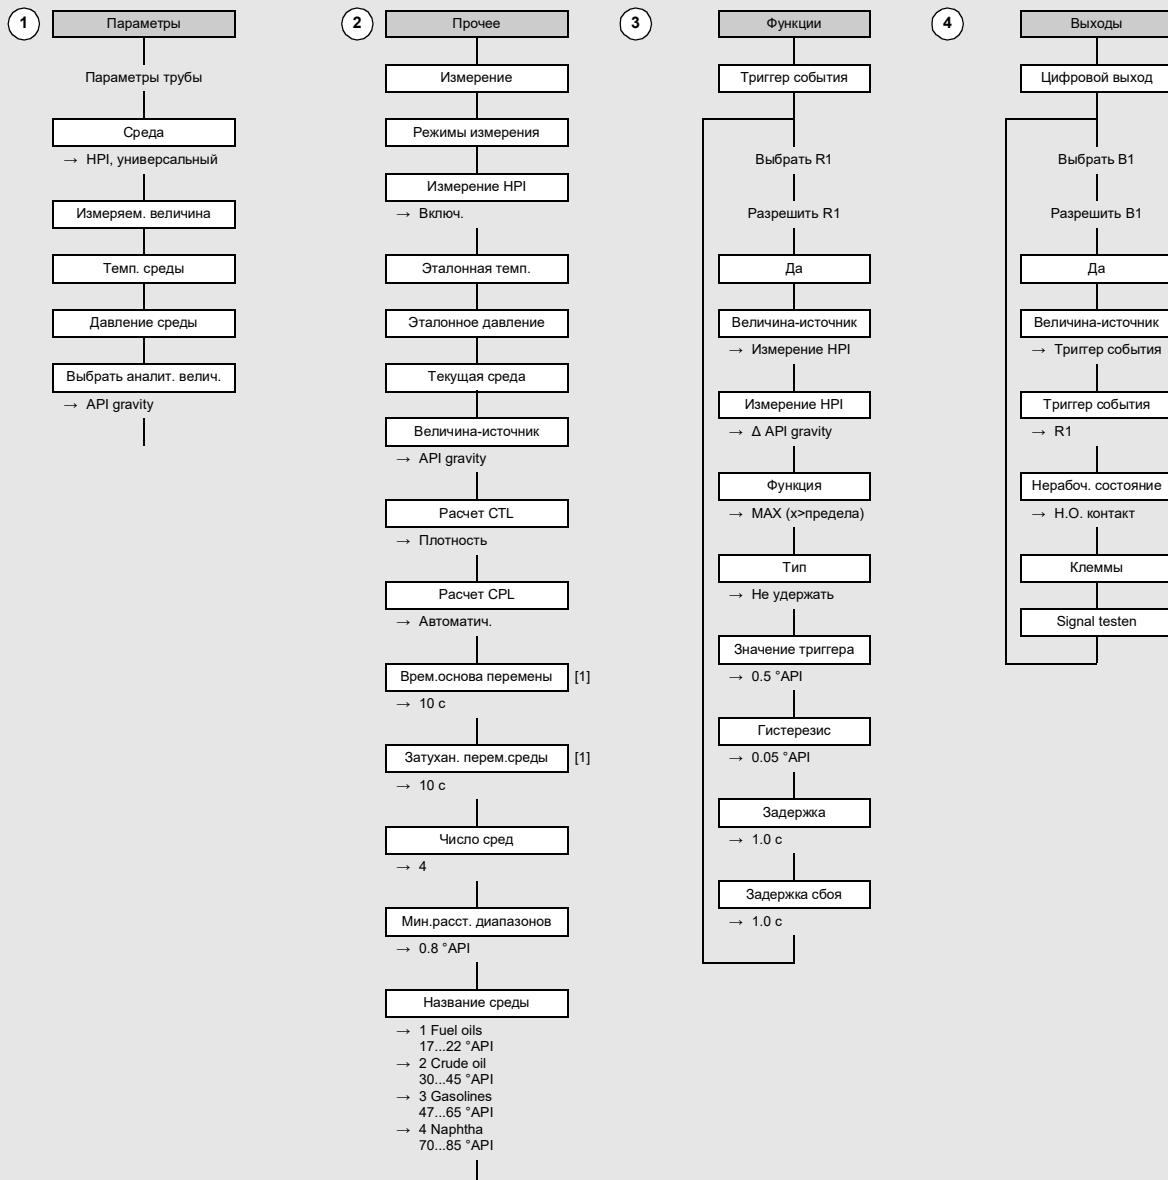 1
Параметры
Параметры трубы
Среда
→ HPI, универсальный
Измеряем. величина
Темп. среды
Давление среды
Выбрать аналит. велич.
→ API gravity
2
Прочее
Измерение
Режимы измерения
Измерение HPI
→ Включ.
Эталонная темп.
Эталонное давление
Текущая среда
Величина-источник
→ API gravity
Расчет CTL
→ Плотность
Расчет CPL
→ Автоматич.
Врем.основа перемены [1]
→ 10 с
Затухан. перем.среды [1]
→ 10 с
Число сред
→ 4
Мин.расст. диапазонов
→ 0.8 °API
Название среды
→ 1 Fuel oils
17...22 °API
→ 2 Crude oil
30...45 °API
→ 3 Gasolines
47...65 °API
→ 4 Naphtha
70...85 °API
3
Функции
Триггер события
Выбрать R1
Разрешить R1
Да
Величина-источник
→ Измерение HPI
Измерение HPI
→ Δ API gravity
Функция
→ MAX (x>предела)
Тип
→ Не удержать
Значение триггера
→ 0.5 °API
Гистерезис
→ 0.05 °API
Задержка
→ 1.0 с
Задержка сбоя
→ 1.0 с
4
Выходы
Цифровой выход
Выбрать B1
Разрешить B1
Да
Величина-источник
→ Триггер события
Триггер события
→ R1
Нерабоч. состояние
→ Н.О. контакт
Клеммы
Signal testen